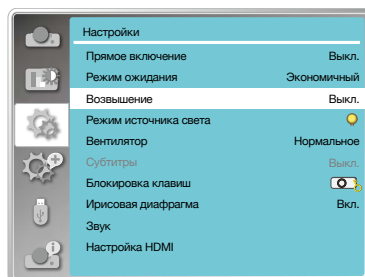 Настройки
Прямое включение Выкл.
Режим ожидания Экономичный
Возвышение Выкл.
Режим источника света
Вентилятор Нормальное
Субтитры Выкл.
Блокировка клавиш
Ирисовая диафрагма Вкл.
Звук
Настройка HDMI